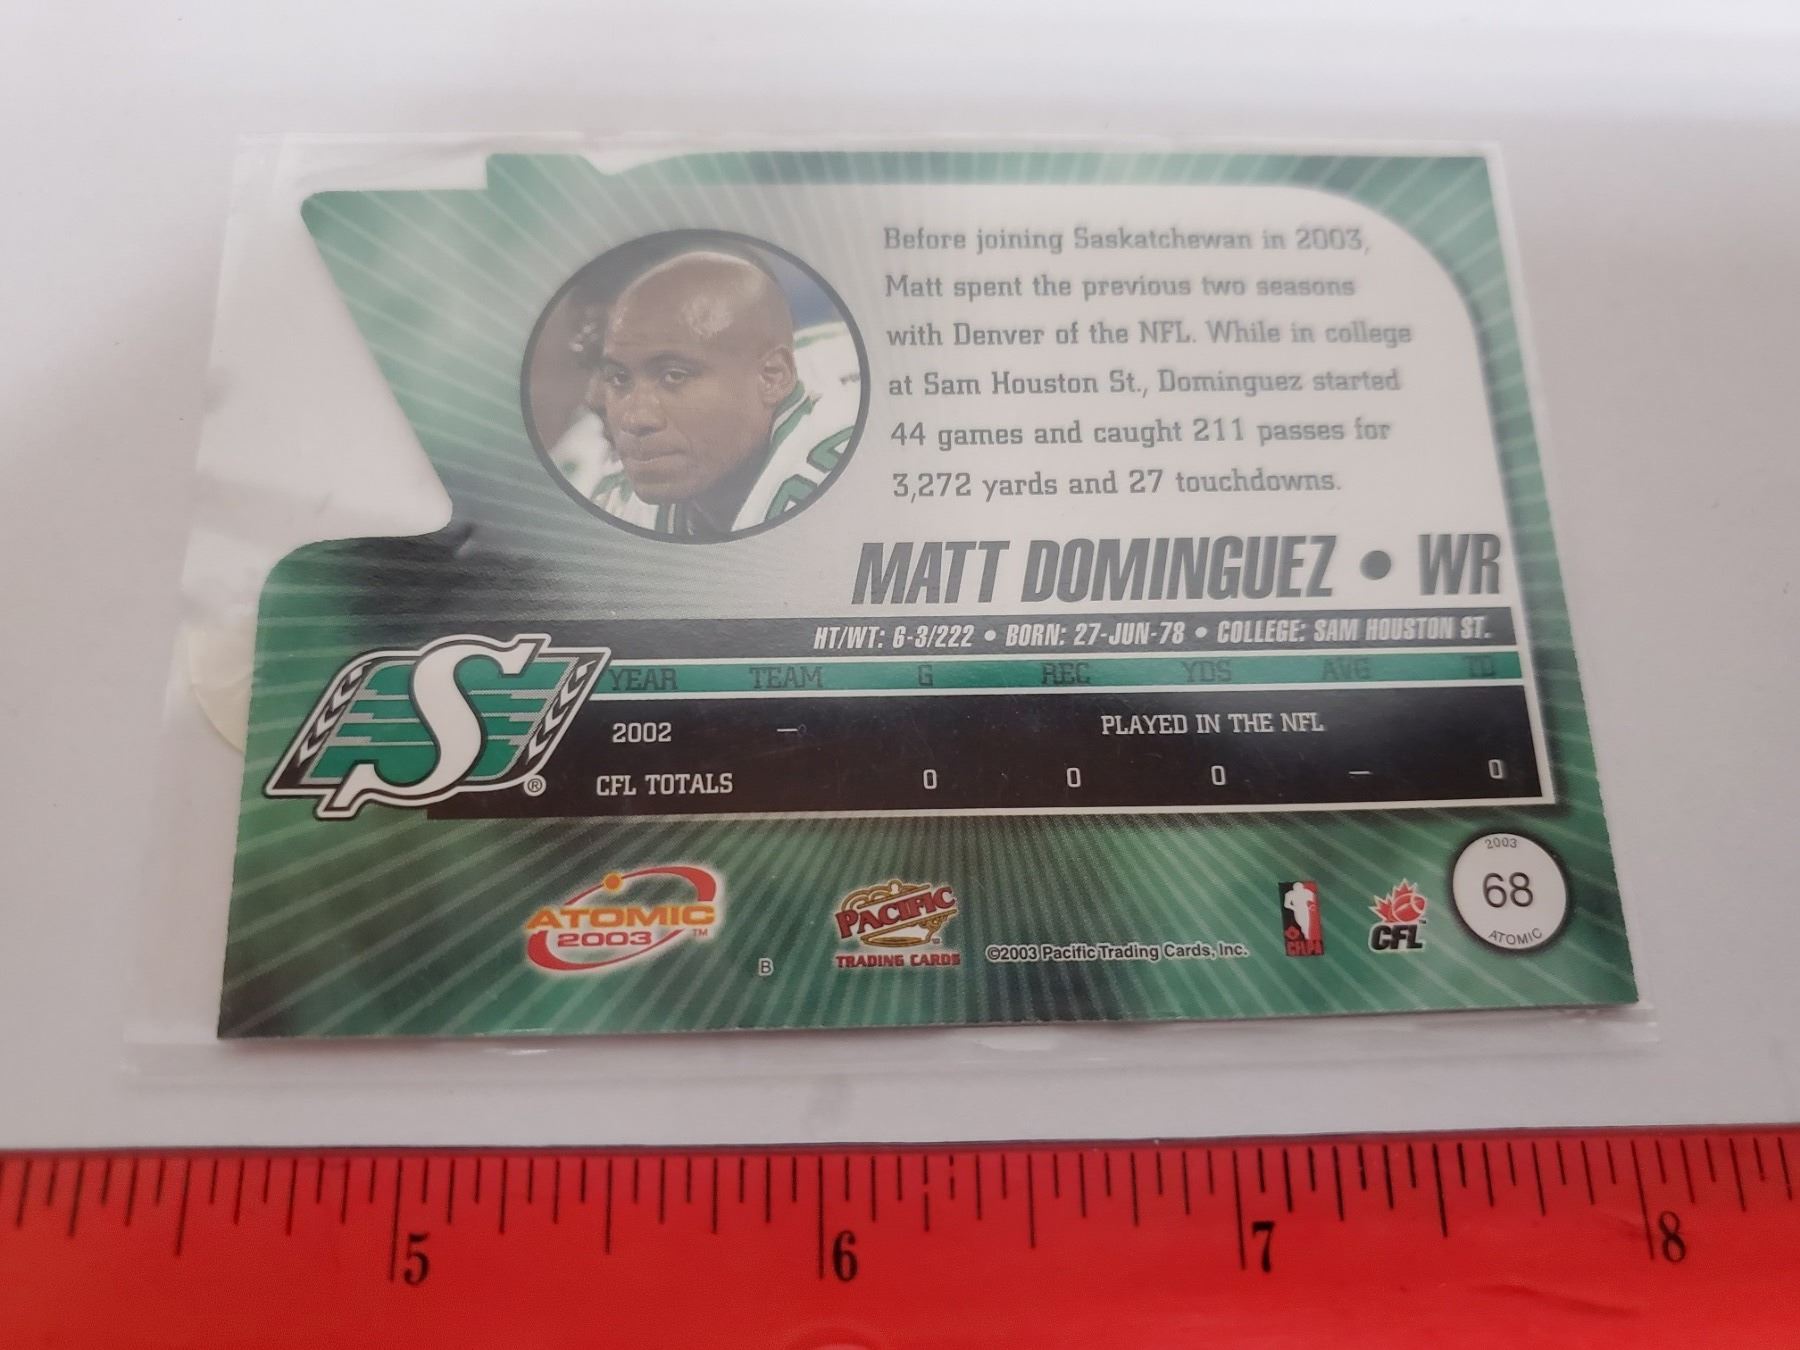 Before joining Saskatchewan in 2003,
Matt spent the previous two seasons
with Denver of the NFL. While in college
at Sam Houston St., Dominguez started
44 games and caught 211 passes for
3,272 yards and 27 touchdowns.
MATT DOMINGUEZ • WR
HT/WT: 6-3/222 • BORN: 27-JUN-78 • COLLEGE: SAM HOUSTON ST.
YEAR TEAM G REC YDS AVG TD
2002 — PLAYED IN THE NFL
CFL TOTALS 0 0 0 — 0
S ®
ATOMIC
2003 ™
B
PACIFIC
TRADING CARDS
©2003 Pacific Trading Cards, Inc.
CFLPA
CFL
2003
68
ATOMIC
5 6 7 8